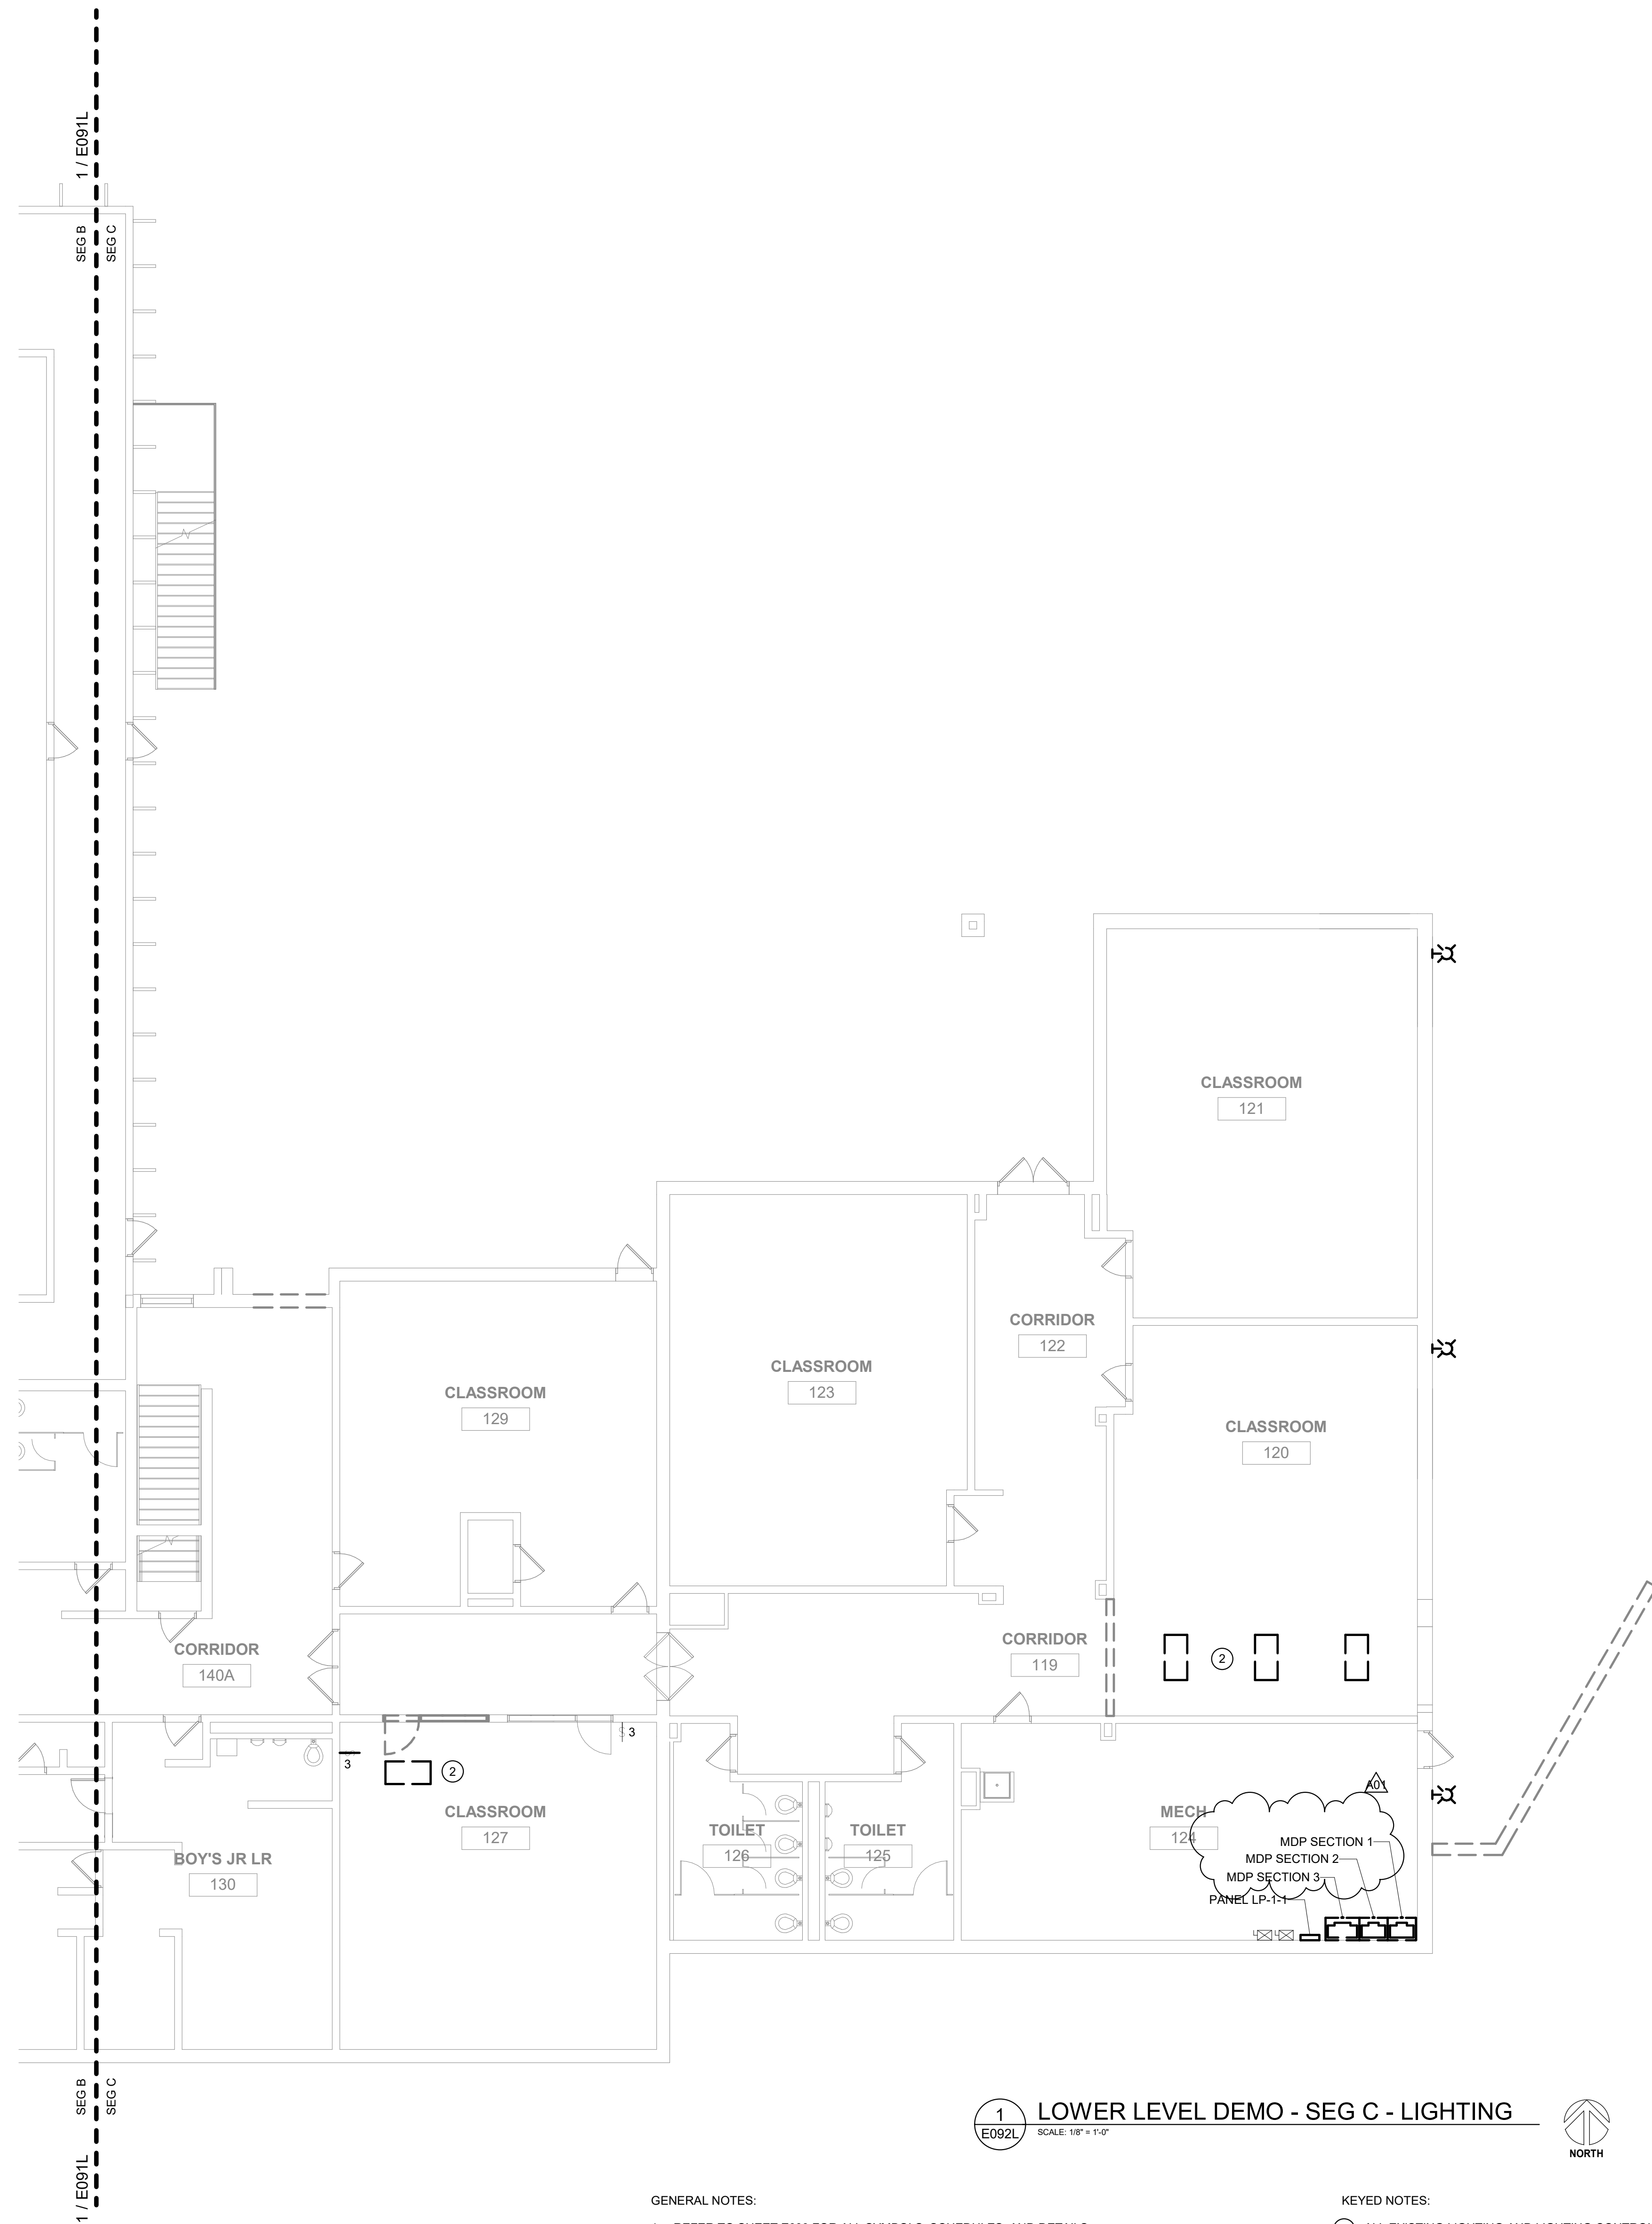 1 / E091L
SEG B
SEG C
CLASSROOM
121
CORRIDOR
122
CLASSROOM
123
CLASSROOM
129
CLASSROOM
120
CORRIDOR
140A
CORRIDOR
119
2
3
3
2
CLASSROOM
127
BOY'S JR LR
130
TOILET
126
TOILET
125
MECH
124
A01
MDP SECTION 1
MDP SECTION 2
MDP SECTION 3
PANEL LP-1-1
SEG B
SEG C
1 / E091L
1
E092L
LOWER LEVEL DEMO - SEG C - LIGHTING
SCALE: 1/8" = 1'-0"
NORTH
GENERAL NOTES:
KEYED NOTES: